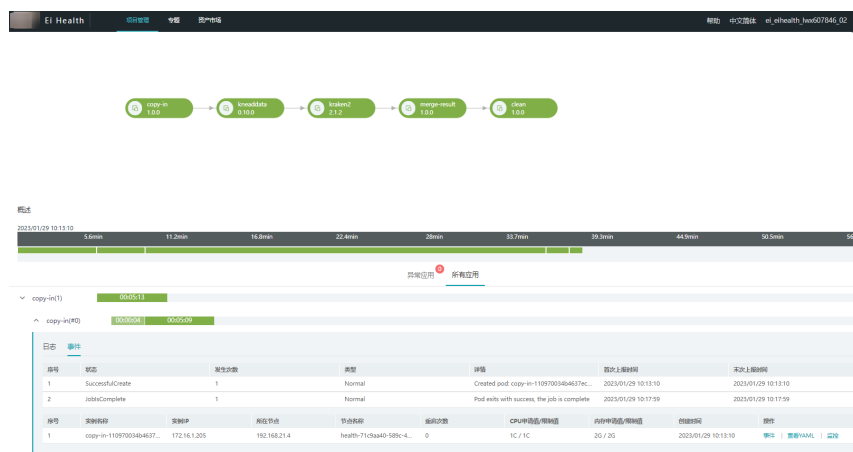 Ei Health 项目管理 专题 资产市场 帮助 中文简体 ei_eihealth_lwx607846_02
copy-in kneaddata kraken2 merge-result clean
1.0.0 0.10.0 2.1.2 1.0.0 1.0.0
概述
2023/01/29 10:13:10
5.6min 11.2min 16.8min 22.4min 28min 33.7min 39.3min 44.9min 50.5min 56
异常应用 0 所有应用
copy-in(1) 00:05:13
copy-in(#0) 00:00:04 00:05:09
日志 事件
序号 状态 发生次数 类型 详情 首次上报时间 末次上报时间
1 SuccessfulCreate 1 Normal Created pod: copy-in-110970034b4637ec... 2023/01/29 10:13:10 2023/01/29 10:13:10
2 JobIsComplete 1 Normal Pod exits with success, the job is complete 2023/01/29 10:17:59 2023/01/29 10:17:59
序号 实例名称 实例IP 所在节点 节点名称 重启次数 CPU申请值/限制值 内存申请值/限制值 创建时间 操作
1 copy-in-110970034b4637... 172.16.1.205 192.168.21.4 health-71c9aa40-589c-4... 0 1C / 1C 2G / 2G 2023/01/29 10:13:10 事件 | 查看YAML | 监控